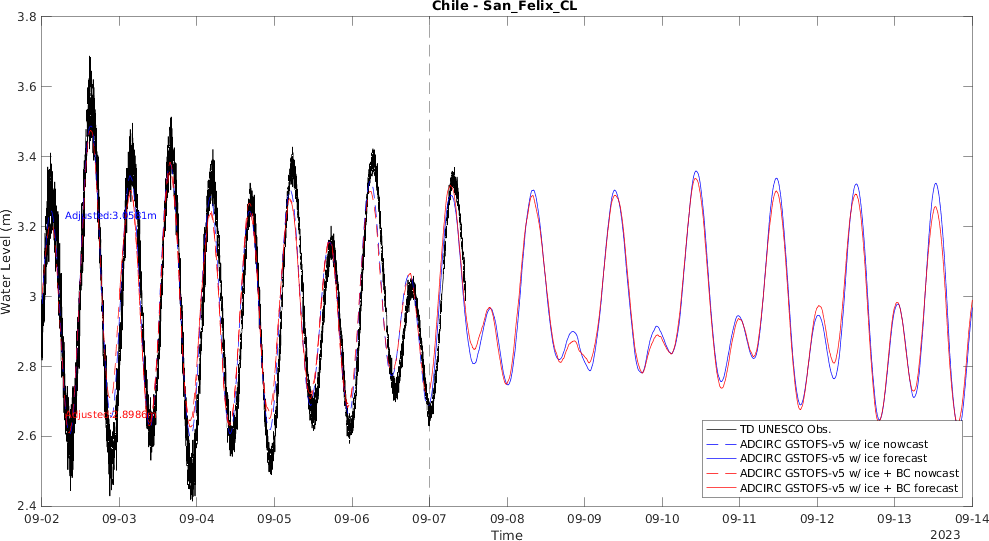 Chile - San_Felix_CL
3.8
3.6
3.4
3.2
3
2.8
2.6
2.4
Water Level (m)
Adjusted:3.0581m
TD UNESCO Obs.
ADCIRC GSTOFS-v5 w/ ice nowcast
ADCIRC GSTOFS-v5 w/ ice forecast
ADCIRC GSTOFS-v5 w/ ice + BC nowcast
ADCIRC GSTOFS-v5 w/ ice + BC forecast
09-02 09-03 09-04 09-05 09-06 09-07 09-08 09-09 09-10 09-11 09-12 09-13 09-14
Time
2023